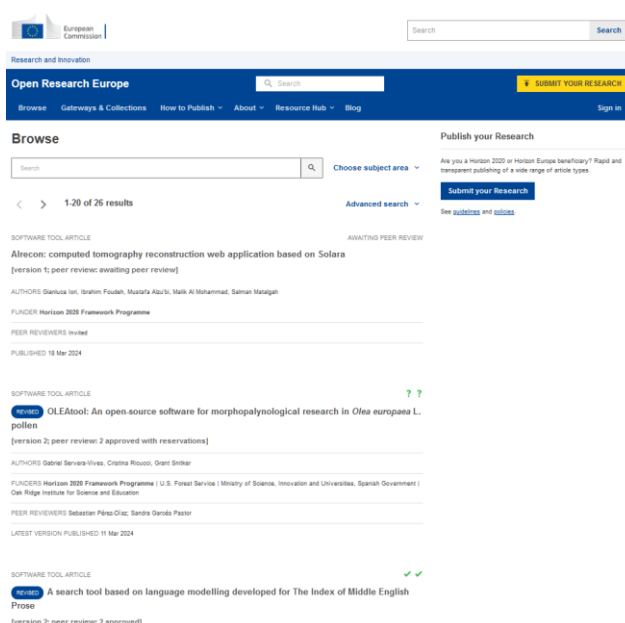 European
Commission
Search
Search
Research and Innovation
Open Research Europe
Search
SUBMIT YOUR RESEARCH
Browse
Gateways & Collections
How to Publish
About
Resource Hub
Blog
Sign in
Browse
Search
Choose subject area
1-20 of 26 results
Advanced search
Publish your Research
Are you a Horizon 2020 or Horizon Europe beneficiary? Rapid and
transparent publishing of a wide range of article types.
Submit your Research
See guidelines and policies.
SOFTWARE TOOL ARTICLE
AWAITING PEER REVIEW
Alrecon: computed tomography reconstruction web application based on Solara
[version 1; peer review: awaiting peer review]
AUTHORS Gianluca Iori, Ibrahim Foudeh, Mustafa Alzu'bi, Malik Al Mohammad, Salman Matalgah
FUNDER Horizon 2020 Framework Programme
PEER REVIEWERS Invited
PUBLISHED 18 Mar 2024
SOFTWARE TOOL ARTICLE
? ?
REVISED OLEAtool: An open-source software for morphopalynological research in Olea europaea L.
pollen
[version 2; peer review: 2 approved with reservations]
AUTHORS Gabriel Servera-Vives, Cristina Ricucci, Grant Snitker
FUNDERS Horizon 2020 Framework Programme | U.S. Forest Service | Ministry of Science, Innovation and Universities, Spanish Government |
Oak Ridge Institute for Science and Education
PEER REVIEWERS Sebastian Pérez-Díaz; Sandra Garcés Pastor
LATEST VERSION PUBLISHED 11 Mar 2024
SOFTWARE TOOL ARTICLE
REVISED A search tool based on language modelling developed for The Index of Middle English
Prose
[version 2; peer review: 2 approved]